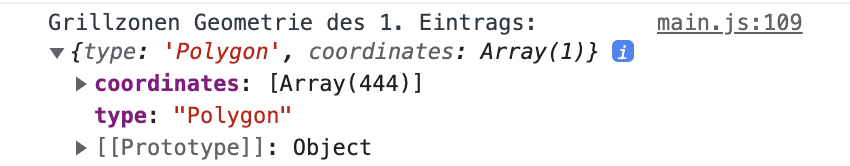 Grillzonen Geometrie des 1. Eintrags: main.js:109
▼ {type: 'Polygon', coordinates: Array(1)} i
▶ coordinates: [Array(444)]
type: "Polygon"
▶ [[Prototype]]: Object